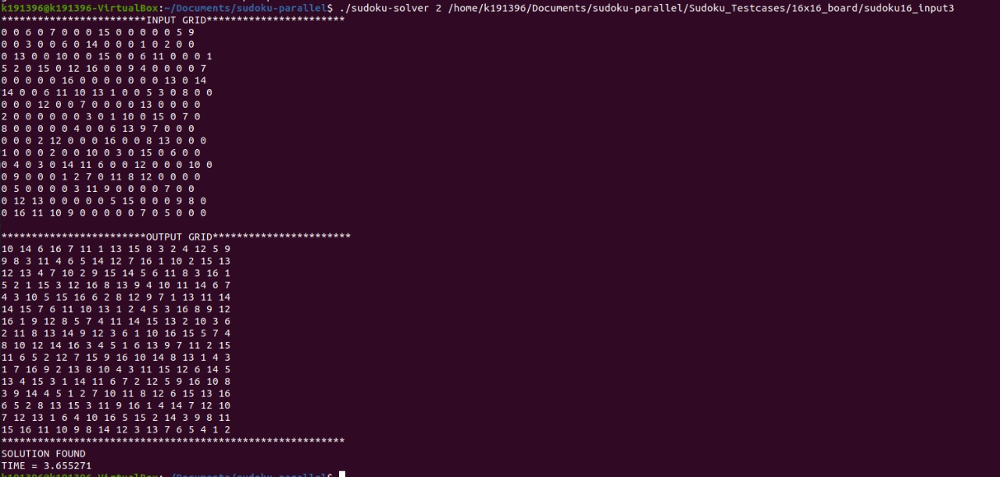 k191396@k191396-VirtualBox:~/Documents/sudoku-parallel$ ./sudoku-solver 2 /home/k191396/Documents/sudoku-parallel/Sudoku_Testcases/16x16_board/sudoku16_input3
************************INPUT GRID***********************
0 0 6 0 7 0 0 0 15 0 0 0 0 0 5 9
0 0 3 0 0 6 0 14 0 0 0 1 0 2 0 0
0 13 0 0 10 0 0 15 0 0 6 11 0 0 0 1
5 2 0 15 0 12 16 0 0 9 4 0 0 0 0 7
0 0 0 0 0 16 0 0 0 0 0 0 0 13 0 14
14 0 0 6 11 10 13 1 0 0 5 3 0 8 0 0
0 0 0 12 0 0 7 0 0 0 0 13 0 0 0 0
2 0 0 0 0 0 0 3 0 1 10 0 15 0 7 0
8 0 0 0 0 0 4 0 0 6 13 9 7 0 0 0
0 0 0 2 12 0 0 0 16 0 0 8 13 0 0 0
1 0 0 0 2 0 0 10 0 3 0 15 0 6 0 0
0 4 0 3 0 14 11 6 0 0 12 0 0 0 10 0
0 9 0 0 0 1 2 7 0 11 8 12 0 0 0 0
0 5 0 0 0 0 3 11 9 0 0 0 0 7 0 0
0 12 13 0 0 0 0 0 5 15 0 0 0 9 8 0
0 16 11 10 9 0 0 0 0 0 7 0 5 0 0 0
************************OUTPUT GRID***********************
10 14 6 16 7 11 1 13 15 8 3 2 4 12 5 9
9 8 3 11 4 6 5 14 12 7 16 1 10 2 15 13
12 13 4 7 10 2 9 15 14 5 6 11 8 3 16 1
5 2 1 15 3 12 16 8 13 9 4 10 11 14 6 7
4 3 10 5 15 16 6 2 8 12 9 7 1 13 11 14
14 15 7 6 11 10 13 1 2 4 5 3 16 8 9 12
16 1 9 12 8 5 7 4 11 14 15 13 2 10 3 6
2 11 8 13 14 9 12 3 6 1 10 16 15 5 7 4
8 10 12 14 16 3 4 5 1 6 13 9 7 11 2 15
11 6 5 2 12 7 15 9 16 10 14 8 13 1 4 3
1 7 16 9 2 13 8 10 4 3 11 15 12 6 14 5
13 4 15 3 1 14 11 6 7 2 12 5 9 16 10 8
3 9 14 4 5 1 2 7 10 11 8 12 6 15 13 16
6 5 2 8 13 15 3 11 9 16 1 4 14 7 12 10
7 12 13 1 6 4 10 16 5 15 2 14 3 9 8 11
15 16 11 10 9 8 14 12 3 13 7 6 5 4 1 2
*********************************************************
SOLUTION FOUND
TIME = 3.655271
k191396@k191396-VirtualBox:~/Documents/sudoku-parallel$